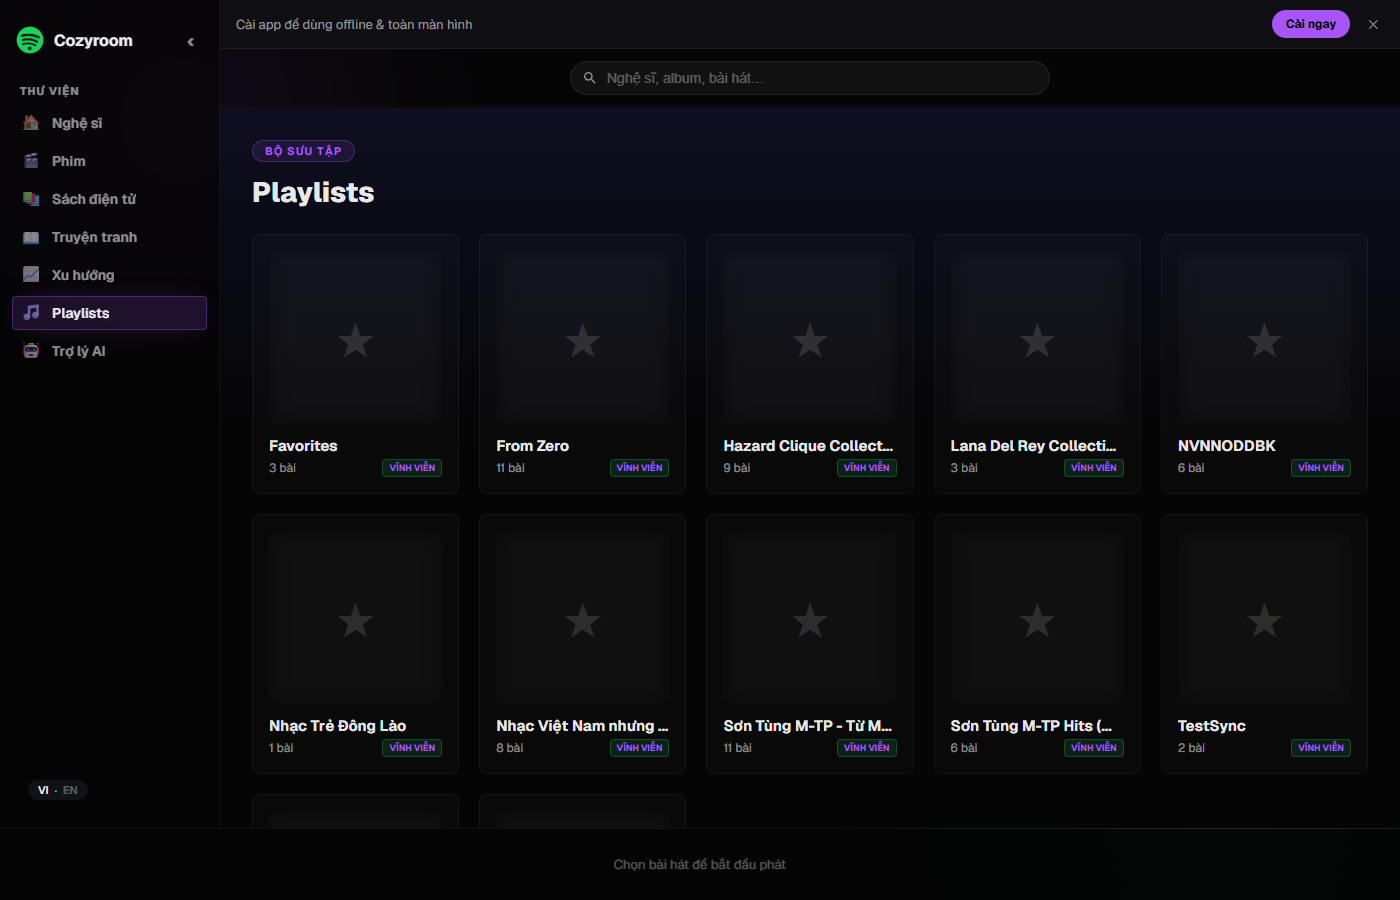 Cozyroom
THƯ VIỆN
Nghệ sĩ
Phim
Sách điện tử
Truyện tranh
Xu hướng
Playlists
Trợ lý AI
VI · EN
Cài app để dùng offline & toàn màn hình
Cài ngay
Nghệ sĩ, album, bài hát...
BỘ SƯU TẬP
Playlists
Favorites
3 bài
VĨNH VIỄN
From Zero
11 bài
VĨNH VIỄN
Hazard Clique Collect...
9 bài
VĨNH VIỄN
Lana Del Rey Collecti...
3 bài
VĨNH VIỄN
NVNNODDBK
6 bài
VĨNH VIỄN
Nhạc Trẻ Đông Lào
1 bài
VĨNH VIỄN
Nhạc Việt Nam nhưng ...
8 bài
VĨNH VIỄN
Sơn Tùng M-TP - Từ M...
11 bài
VĨNH VIỄN
Sơn Tùng M-TP Hits (...
6 bài
VĨNH VIỄN
TestSync
2 bài
VĨNH VIỄN
Chọn bài hát để bắt đầu phát